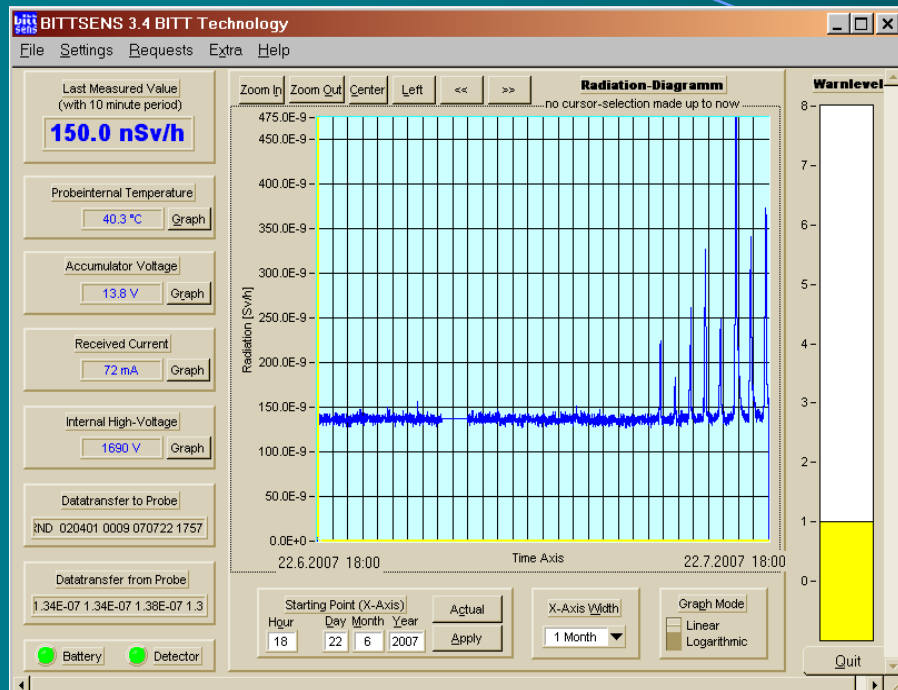 bitt sens BITTSENS 3.4 BITT Technology
File Settings Requests Extra Help
Last Measured Value
(with 10 minute period)
150.0 nSv/h
Probeinternal Temperature
40.3 °C Graph
Accumulator Voltage
13.8 V Graph
Received Current
72 mA Graph
Internal High-Voltage
1690 V Graph
Datatransfer to Probe
020401 0009 070722 1757
Datatransfer from Probe
1.34E-07 1.34E-07 1.38E-07 1.3
Battery Detector
Zoom In Zoom Out Center Left << >> Radiation-Diagramm
no cursor-selection made up to now
475.0E-9
450.0E-9
400.0E-9
350.0E-9
300.0E-9
250.0E-9
200.0E-9
150.0E-9
100.0E-9
50.0E-9
0.0E+0
Radiation [Sv/h]
22.6.2007 18:00 Time Axis 22.7.2007 18:00
Starting Point (X-Axis)
Hour Day Month Year
18 22 6 2007
Actual
Apply
X-Axis Width
1 Month
Graph Mode
Linear
Logarithmic
Warnlevel
8
7
6
5
4
3
2
1
0
Quit